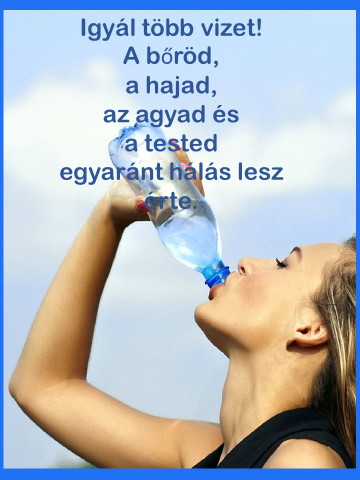 Igyál több vizet!
A bőröd,
a hajad,
az agyad és
a tested
egyaránt hálás lesz
érte.